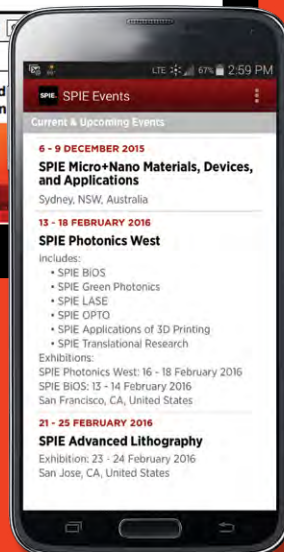 LTE 67% 2:59 PM
SPIE. SPIE Events
Current & Upcoming Events
6 - 9 DECEMBER 2015
SPIE Micro+Nano Materials, Devices,
and Applications
Sydney, NSW, Australia
13 - 18 FEBRUARY 2016
SPIE Photonics West
Includes:
• SPIE BiOS
• SPIE Green Photonics
• SPIE LASE
• SPIE OPTO
• SPIE Applications of 3D Printing
• SPIE Translational Research
Exhibitions:
SPIE Photonics West: 16 - 18 February 2016
SPIE BiOS: 13 - 14 February 2016
San Francisco, CA, United States
21 - 25 FEBRUARY 2016
SPIE Advanced Lithography
Exhibition: 23 - 24 February 2016
San Jose, CA, United States